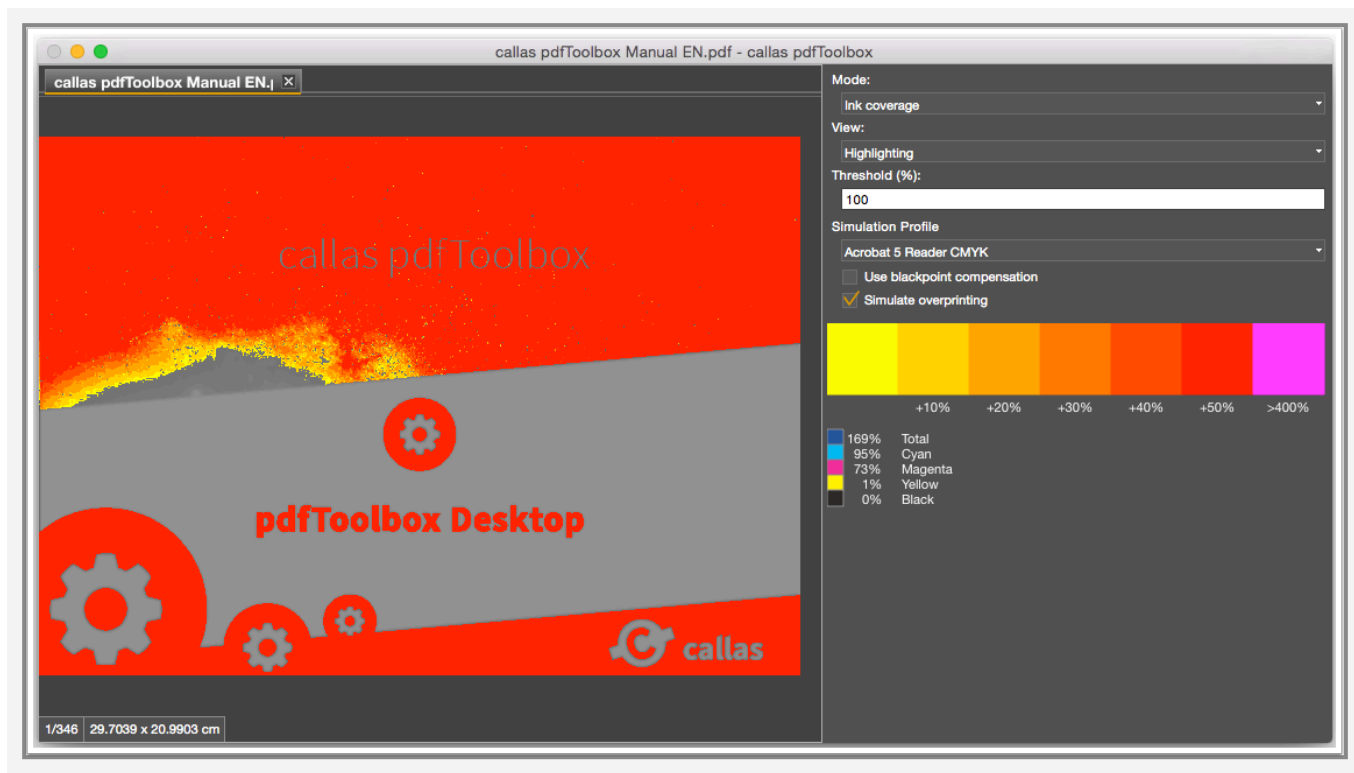 callas pdfToolbox Manual EN.pdf - callas pdfToolbox
callas pdfToolbox Manual EN.p
callas pdfToolbox
pdfToolbox Desktop
callas
1/346 29.7039 x 20.9903 cm
Mode:
Ink coverage
View:
Highlighting
Threshold (%):
100
Simulation Profile
Acrobat 5 Reader CMYK
Use blackpoint compensation
Simulate overprinting
+10% +20% +30% +40% +50% >400%
169% Total
95% Cyan
73% Magenta
1% Yellow
0% Black